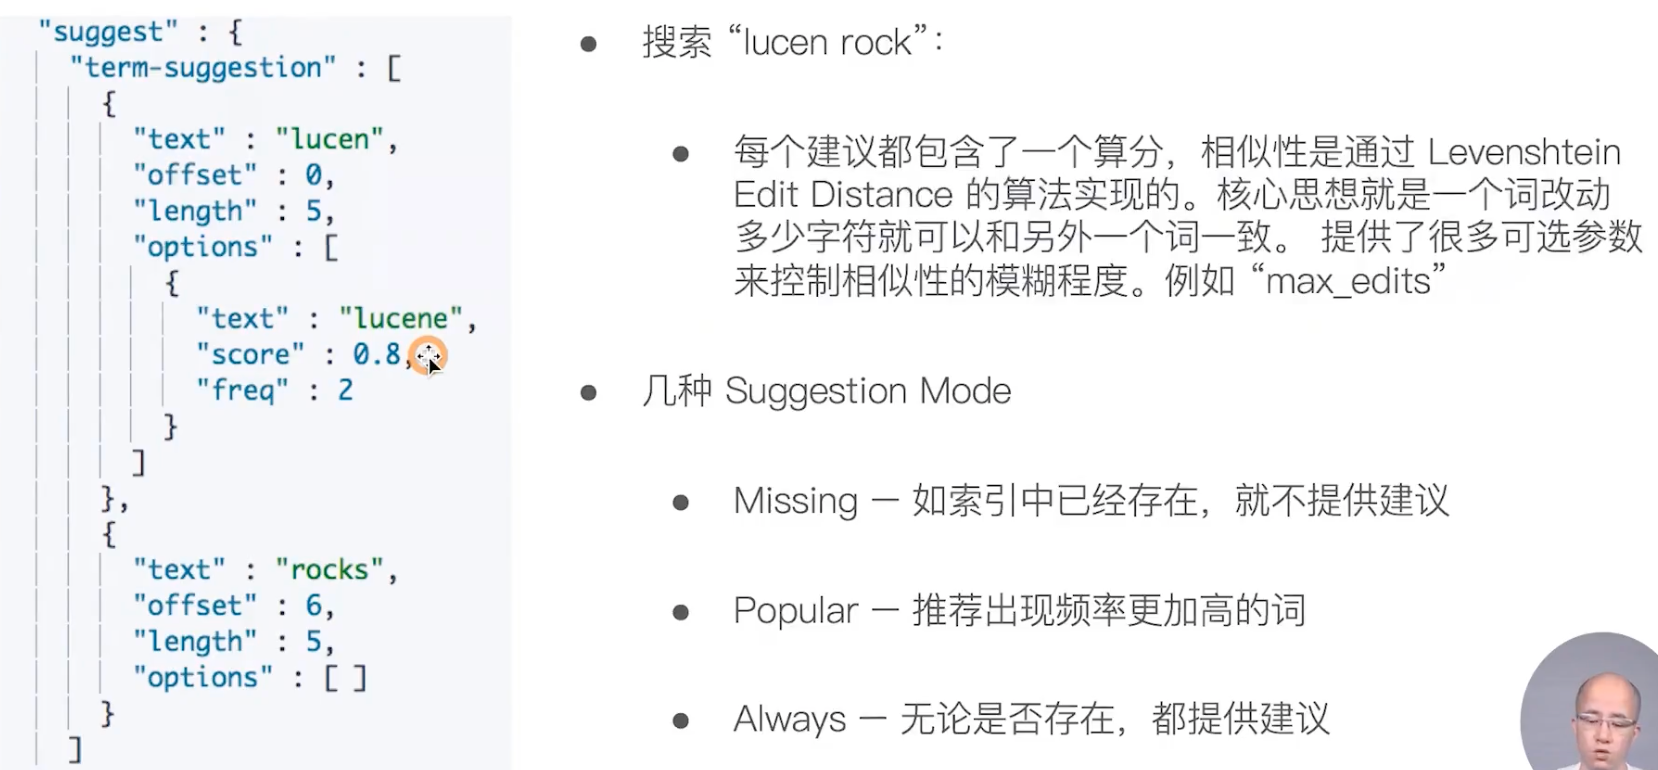 "suggest" : {
"term-suggestion" : [
{
"text" : "lucen",
"offset" : 0,
"length" : 5,
"options" : [
{
"text" : "lucene",
"score" : 0.8,
"freq" : 2
}
]
},
{
"text" : "rocks",
"offset" : 6,
"length" : 5,
"options" : [ ]
}
]
● 搜索 “lucen rock”：
● 每个建议都包含了一个算分，相似性是通过 Levenshtein
Edit Distance 的算法实现的。核心思想就是一个词改动
多少字符就可以和另外一个词一致。 提供了很多可选参数
来控制相似性的模糊程度。例如 “max_edits”
● 几种 Suggestion Mode
● Missing – 如索引中已经存在，就不提供建议
● Popular – 推荐出现频率更加高的词
● Always – 无论是否存在，都提供建议